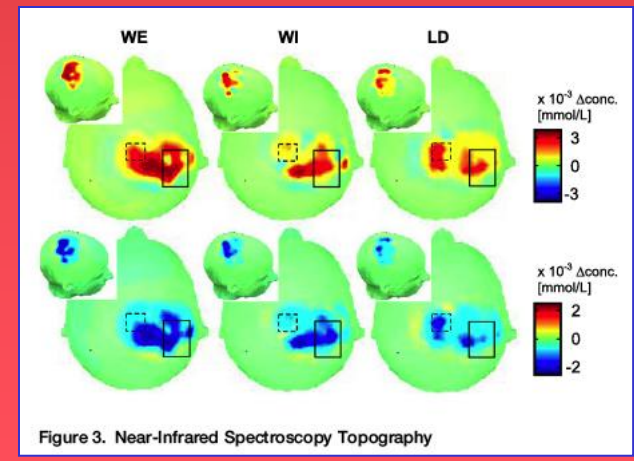 WE WI LD
x 10⁻³ Δconc.
[mmol/L]
3
0
-3
x 10⁻³ Δconc.
[mmol/L]
2
0
-2
Figure 3. Near-Infrared Spectroscopy Topography